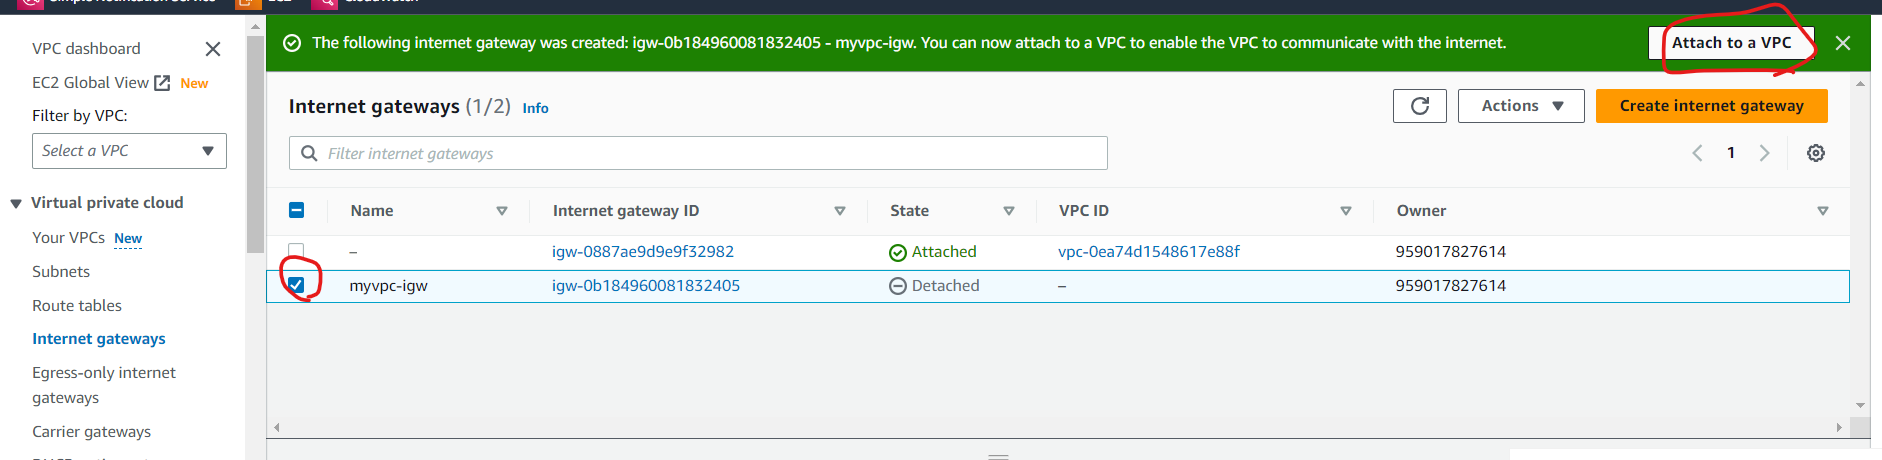 VPC dashboard
EC2 Global View New
Filter by VPC:
Select a VPC
Virtual private cloud
Your VPCs New
Subnets
Route tables
Internet gateways
Egress-only internet
gateways
Carrier gateways
The following internet gateway was created: igw-0b184960081832405 - myvpc-igw. You can now attach to a VPC to enable the VPC to communicate with the internet.
Attach to a VPC
Internet gateways (1/2) Info
Actions
Create internet gateway
Filter internet gateways
1
Name Internet gateway ID State VPC ID Owner
– igw-0887ae9d9e9f32982 Attached vpc-0ea74d1548617e88f 959017827614
myvpc-igw igw-0b184960081832405 Detached – 959017827614